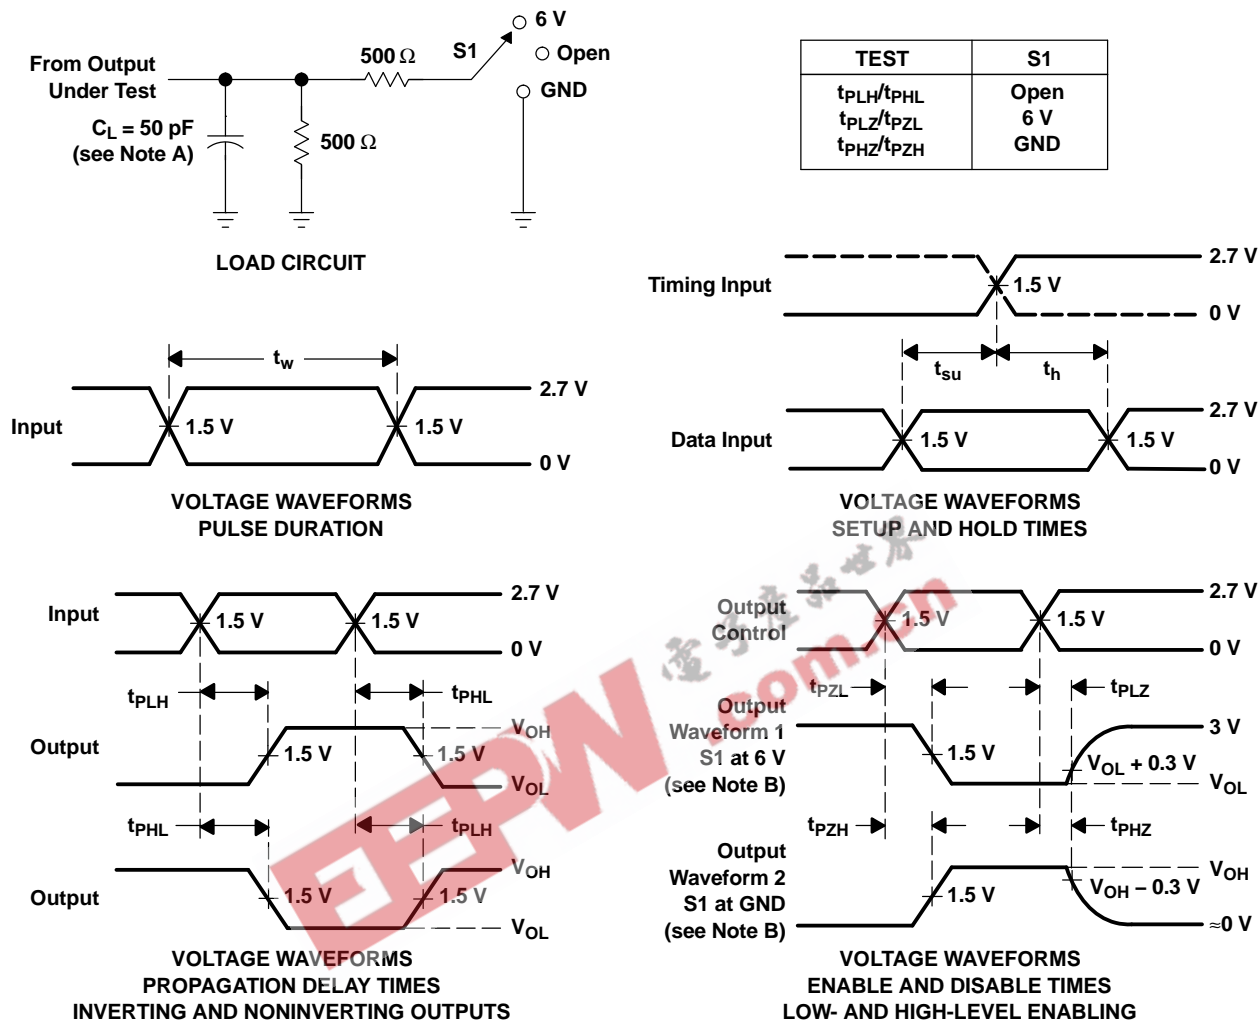 6 V
Open
GND
S1
500 Ω
From Output
Under Test
CL = 50 pF
(see Note A)
500 Ω
LOAD CIRCUIT
TEST S1
tPLH/tPHL Open
tPLZ/tPZL 6 V
tPHZ/tPZH GND
tw
Input
1.5 V
1.5 V
2.7 V
0 V
VOLTAGE WAVEFORMS
PULSE DURATION
Timing Input
1.5 V
2.7 V
0 V
tsu
th
Data Input
1.5 V
1.5 V
2.7 V
0 V
VOLTAGE WAVEFORMS
SETUP AND HOLD TIMES
Input
1.5 V
1.5 V
2.7 V
0 V
tPLH
tPHL
Output
1.5 V
1.5 V
VOH
VOL
tPHL
tPLH
Output
1.5 V
1.5 V
VOH
VOL
VOLTAGE WAVEFORMS
PROPAGATION DELAY TIMES
INVERTING AND NONINVERTING OUTPUTS
Output
Control
1.5 V
1.5 V
2.7 V
0 V
tPZL
tPLZ
Output
Waveform 1
S1 at 6 V
(see Note B)
1.5 V
3 V
VOL + 0.3 V
VOL
tPZH
tPHZ
Output
Waveform 2
S1 at GND
(see Note B)
1.5 V
VOH
VOH − 0.3 V
≈0 V
VOLTAGE WAVEFORMS
ENABLE AND DISABLE TIMES
LOW- AND HIGH-LEVEL ENABLING
EEPW.com.cn
電子產品世界